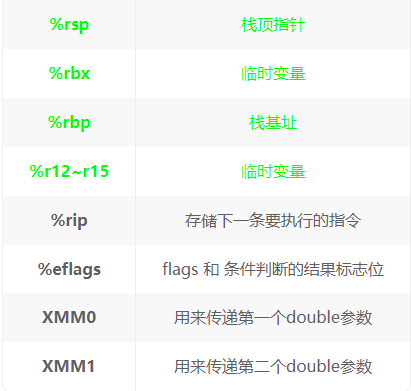 %rsp 栈顶指针
%rbx 临时变量
%rbp 栈基址
%r12~r15 临时变量
%rip 存储下一条要执行的指令
%eflags flags 和 条件判断的结果标志位
XMM0 用来传递第一个double参数
XMM1 用来传递第二个double参数